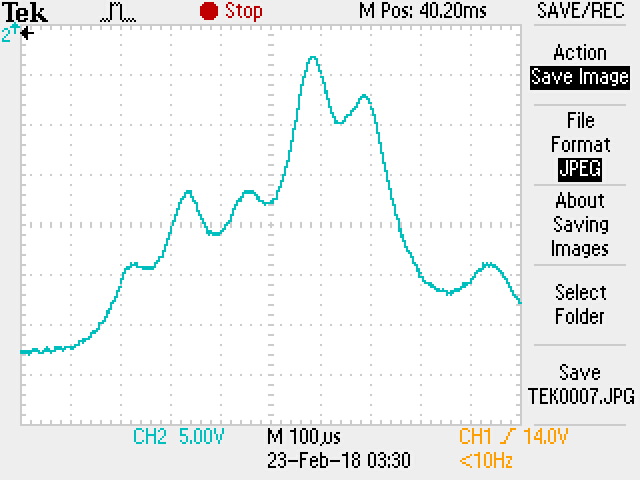 Tek Stop M Pos: 40.20ms SAVE/REC
2
Action
Save Image
File
Format
JPEG
About
Saving
Images
Select
Folder
Save
TEK0007.JPG
CH2 5.00V M 100µs CH1 14.0V
23-Feb-18 03:30 <10Hz